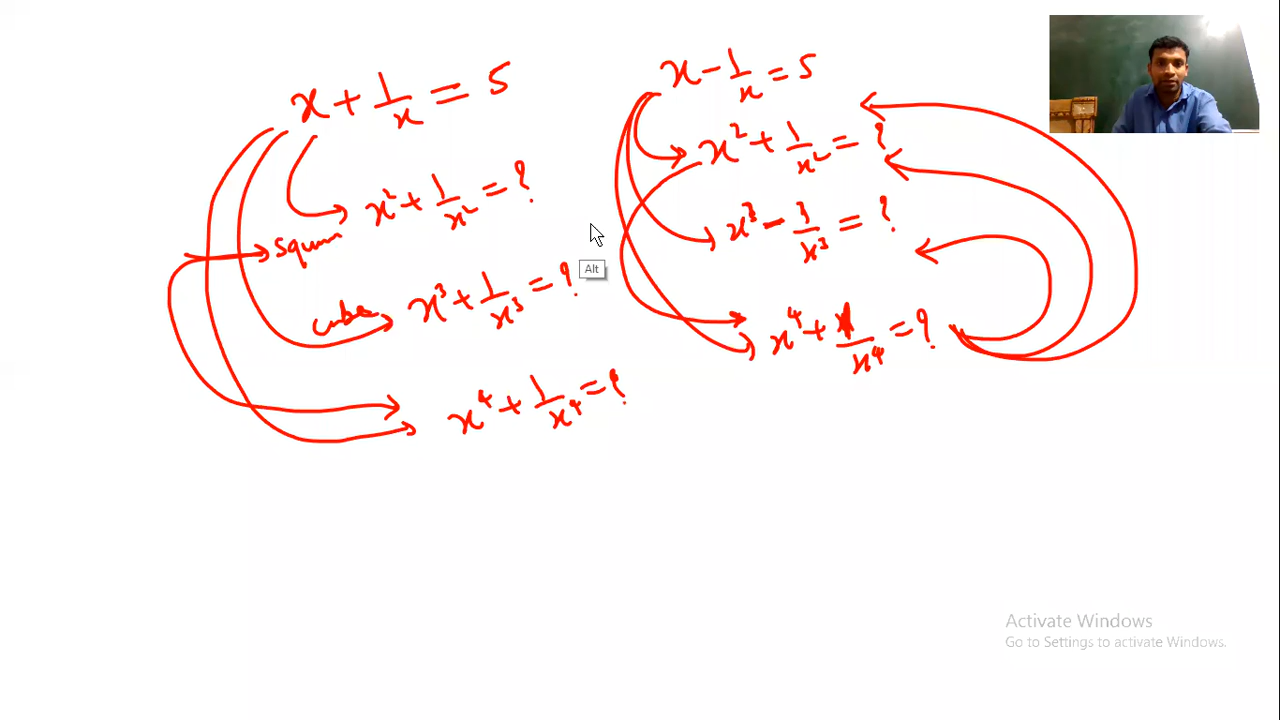 x + 1/x = 5
x² + 1/x² = ?
square
x³ + 1/x³ = ?
cube
x⁴ + 1/x⁴ = ?
x - 1/x = 5
x² + 1/x² = ?
x³ - 3/x³ = ?
x⁴ + 1/x⁴ = ?
Alt
Activate Windows
Go to Settings to activate Windows.